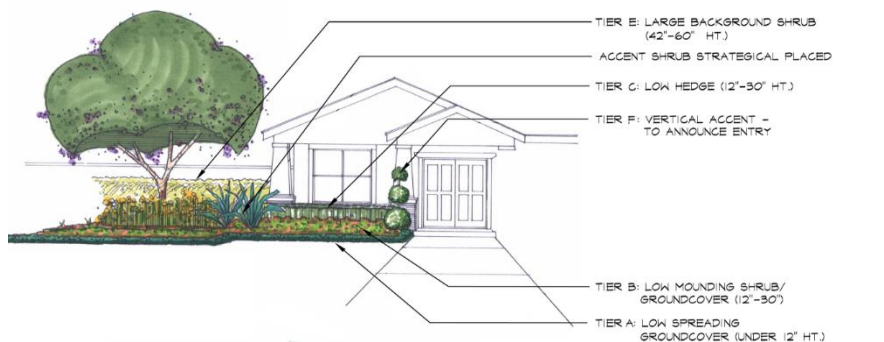 TIER E: LARGE BACKGROUND SHRUB
(42"-60" HT.)
ACCENT SHRUB STRATEGICAL PLACED
TIER C: LOW HEDGE (12"-30" HT.)
TIER F: VERTICAL ACCENT -
TO ANNOUNCE ENTRY
TIER B: LOW MOUNDING SHRUB/
GROUNDCOVER (12"-30")
TIER A: LOW SPREADING
GROUNDCOVER (UNDER 12" HT.)